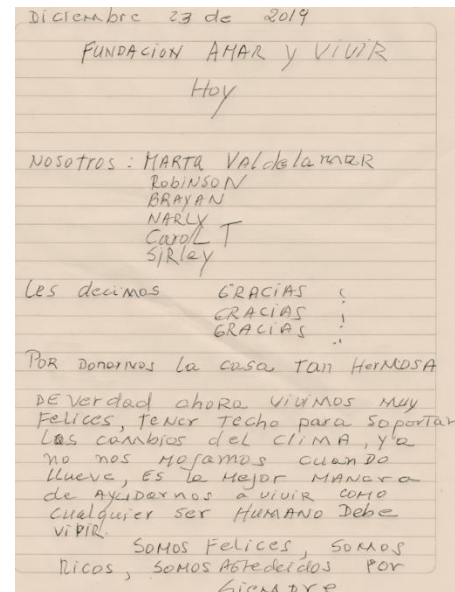 Diciembre 23 de 2019
FUNDACION AMAR Y VIVIR
Hoy
NOSOTROS: MARTA VALdelamAR
RobiNSON
BRAYAN
NARLY
CaroL T
SiRley
Les decimos GRACIAS
GRACIAS
GRACIAS
POR DonarNos La casa Tan HerMOSA
DE verdad ahoRa vivimos MUy
Felices, Tener Techo para Soportar
Los cambios del CliMA, ya
no nos Mojamos cuanDo
llueve, ES la Mejor MANera
de AyuDarnos a vivir como
Cualquier ser HUMANO Debe
ViViR.
SOMOS Felices, SOMOS
Ricos, SOMOS AGredecidos POR
Siempre